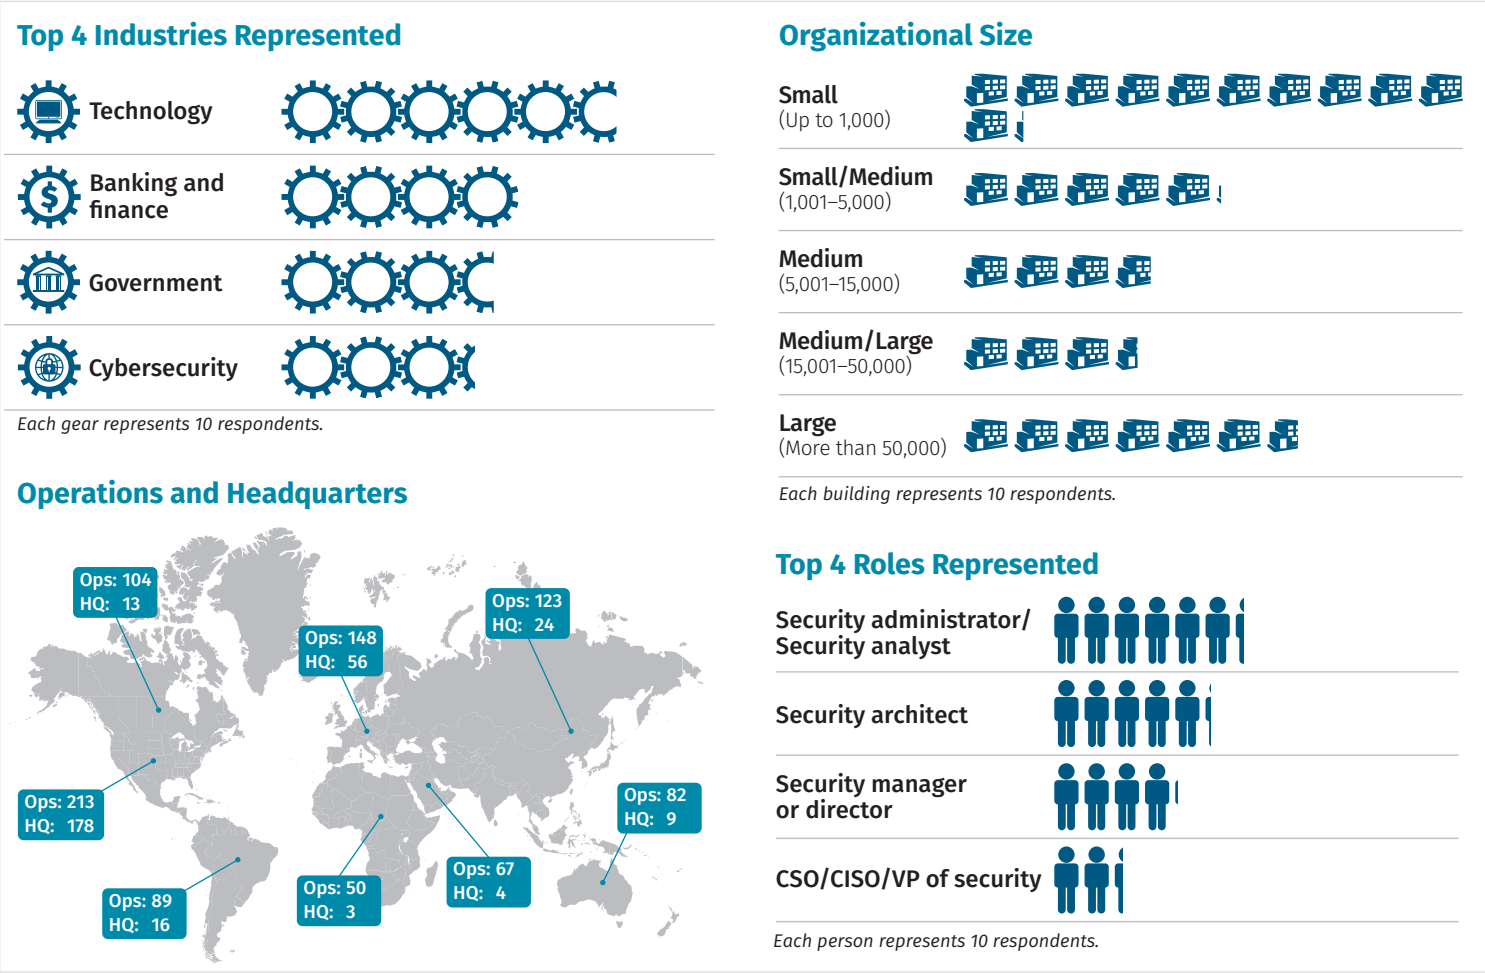 Top 4 Industries Represented
Technology
Banking and
finance
Government
Cybersecurity
Each gear represents 10 respondents.
Operations and Headquarters
Ops: 104
HQ: 13
Ops: 148
HQ: 56
Ops: 123
HQ: 24
Ops: 213
HQ: 178
Ops: 82
HQ: 9
Ops: 89
HQ: 16
Ops: 50
HQ: 3
Ops: 67
HQ: 4
Organizational Size
Small
(Up to 1,000)
Small/Medium
(1,001–5,000)
Medium
(5,001–15,000)
Medium/Large
(15,001–50,000)
Large
(More than 50,000)
Each building represents 10 respondents.
Top 4 Roles Represented
Security administrator/
Security analyst
Security architect
Security manager
or director
CSO/CISO/VP of security
Each person represents 10 respondents.